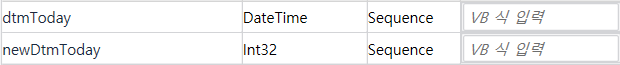 dtmToday DateTime Sequence VB 식 입력
newDtmToday Int32 Sequence VB 식 입력